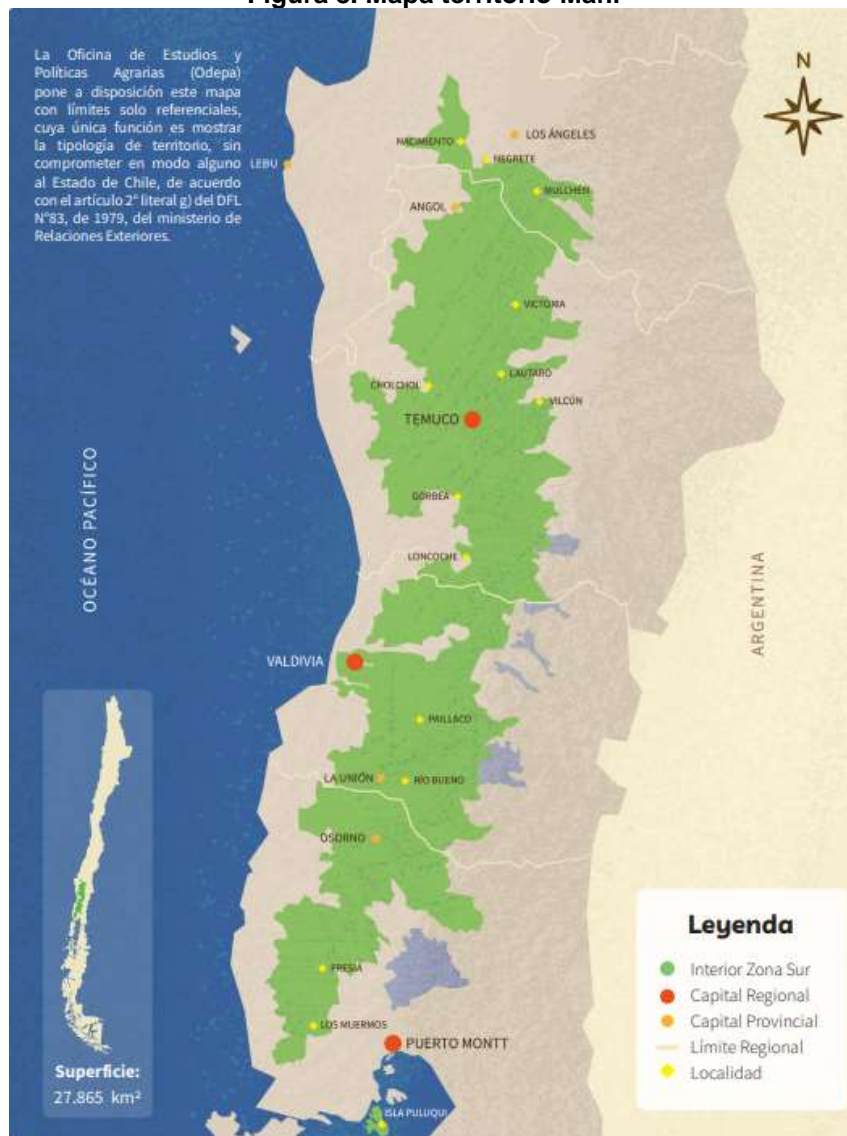 Mapa territorio
La Oficina de Estudios y
Políticas Agrarias (Odepa)
pone a disposición este mapa
con límites solo referenciales,
cuya única función es mostrar
la tipología de territorio, sin
comprometer en modo alguno
al Estado de Chile, de acuerdo
con el artículo 2° literal g) del DFL
N°83, de 1979, del ministerio de
Relaciones Exteriores.
N
LOS ÁNGELES
NACIMIENTO
NEGRETE
LEBU
MULCHÉN
ANGOL
VICTORIA
LAUTARO
CHOLCHOL
VILCÚN
TEMUCO
GORBEA
OCÉANO PACÍFICO
LONCOCHE
ARGENTINA
VALDIVIA
PAILLACO
LA UNIÓN
RÍO BUENO
OSORNO
FRESIA
LOS MUERMOS
PUERTO MONTT
ISLA PULUQUI
Superficie:
27.865 km²
Leyenda
Interior Zona Sur
Capital Regional
Capital Provincial
Límite Regional
Localidad